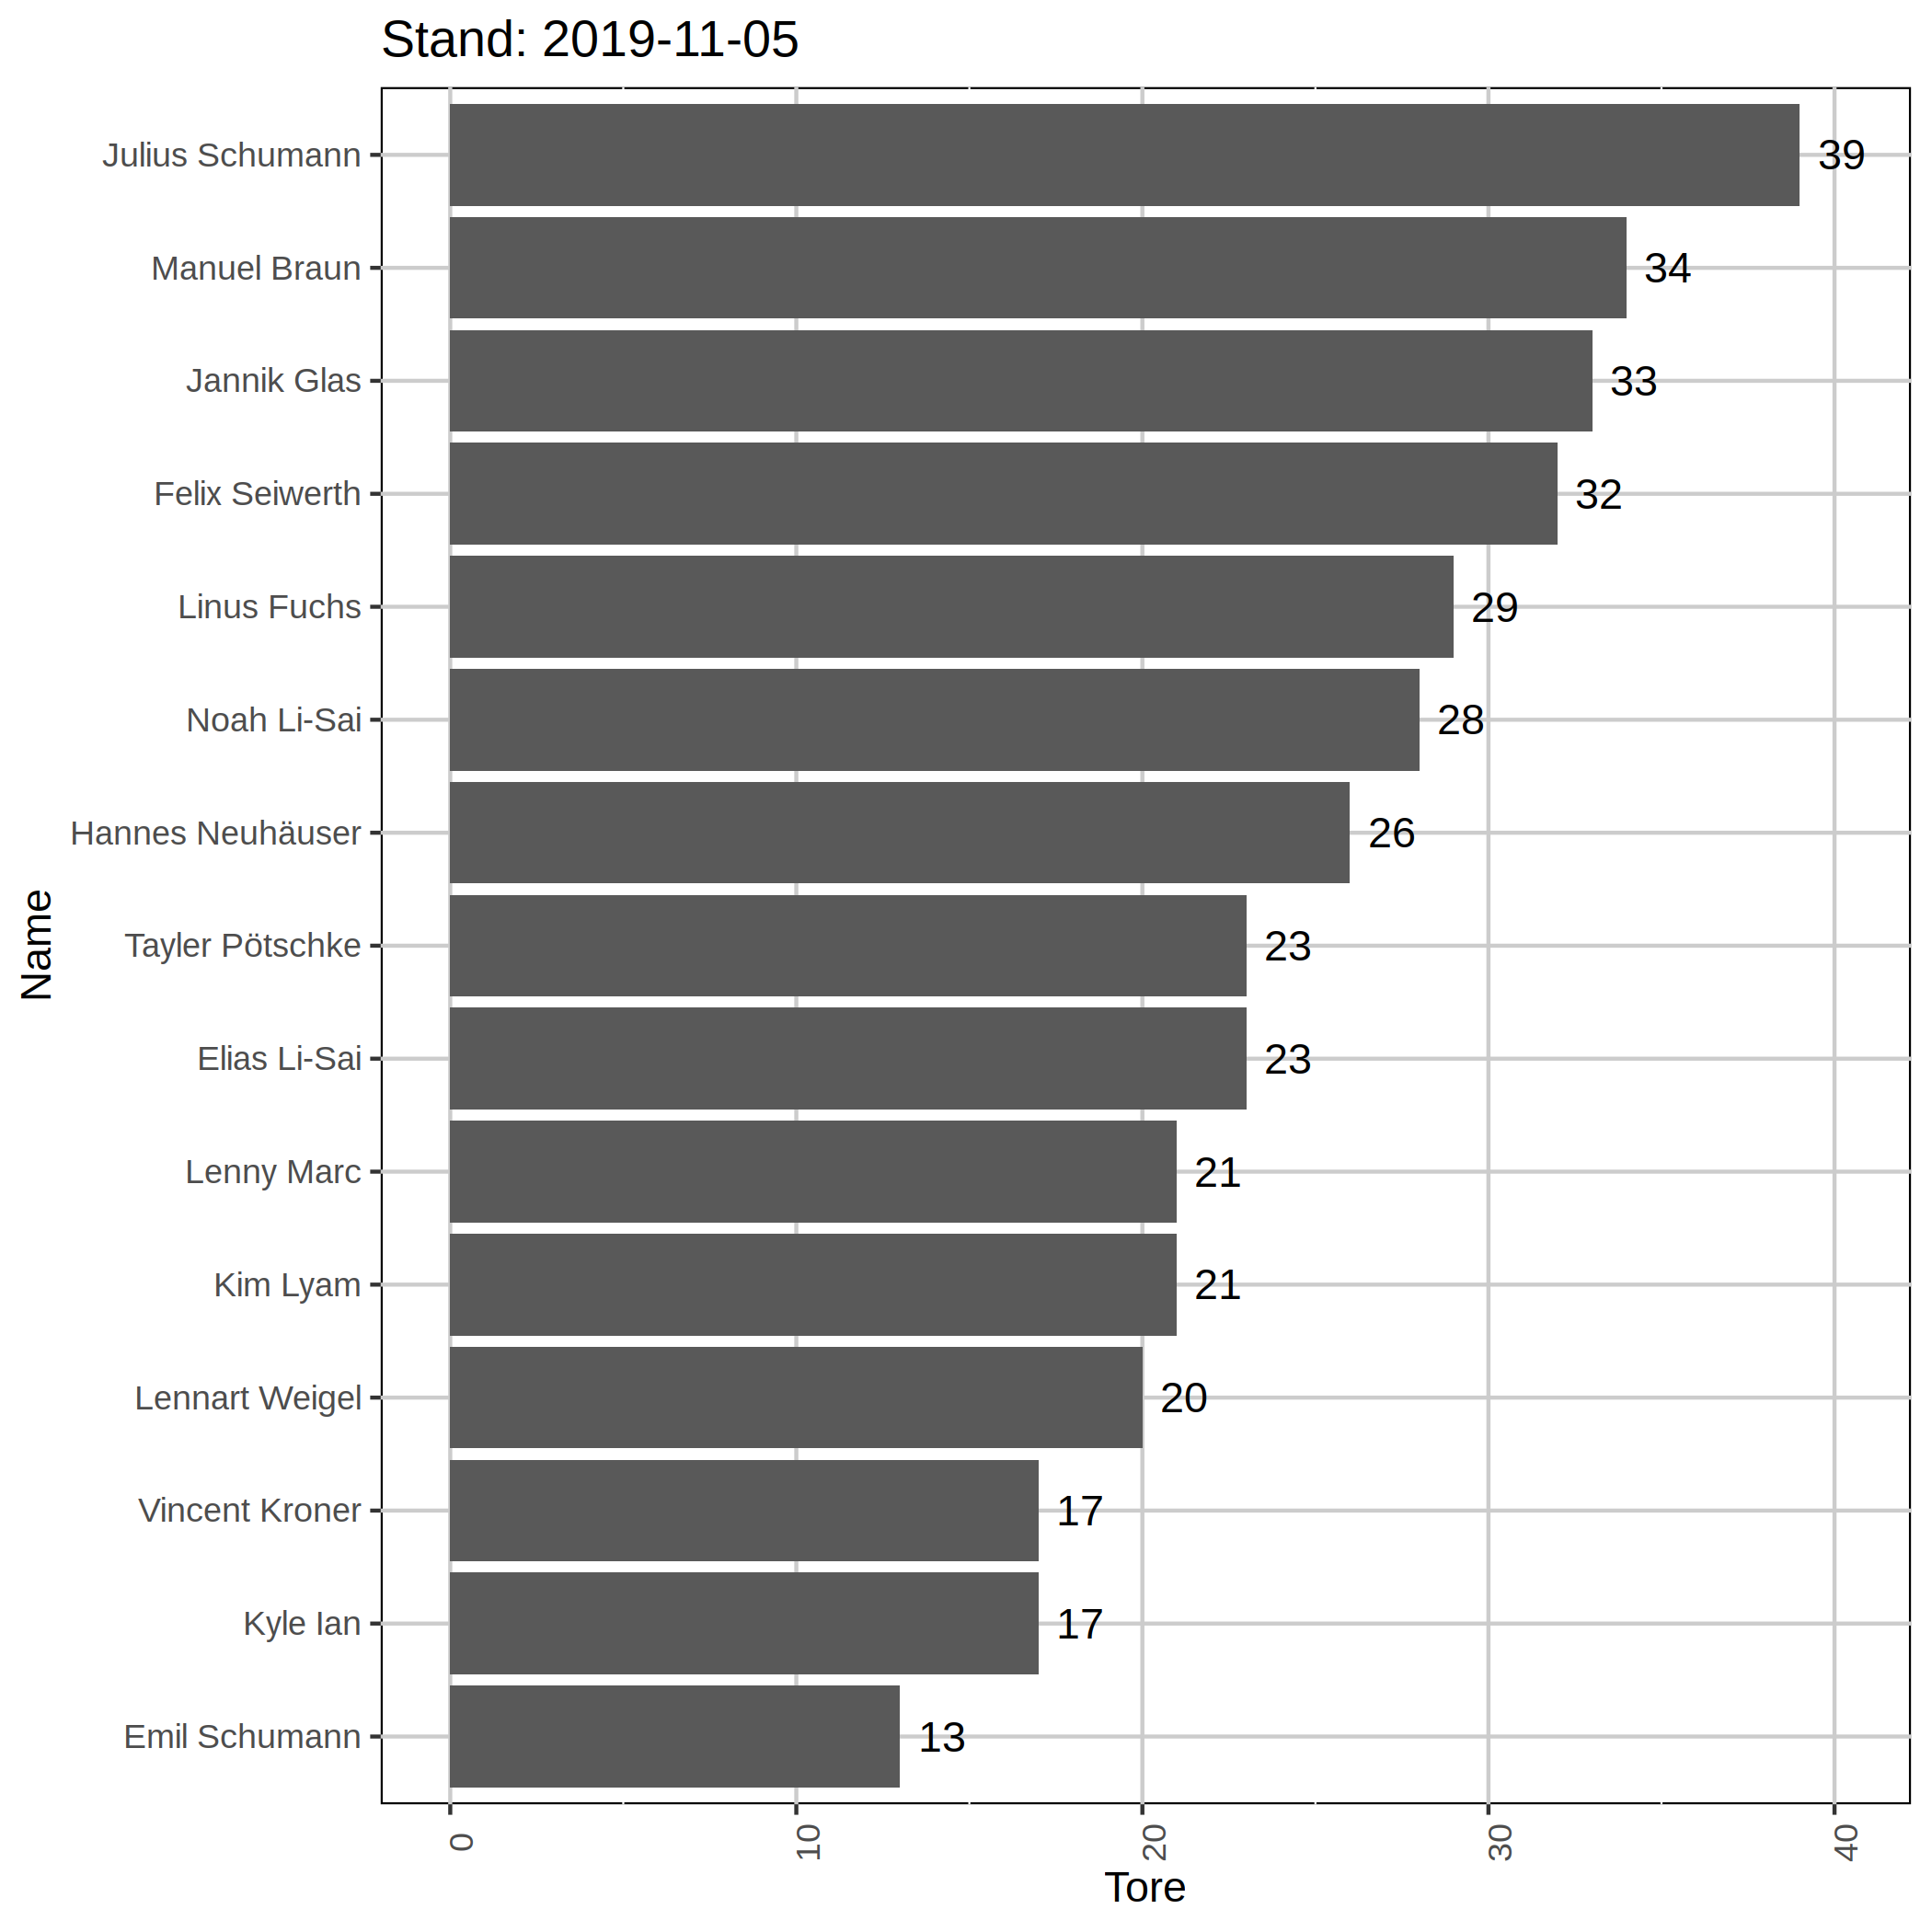 Stand: 2019-11-05
Name
Julius Schumann 39
Manuel Braun 34
Jannik Glas 33
Felix Seiwerth 32
Linus Fuchs 29
Noah Li-Sai 28
Hannes Neuhäuser 26
Tayler Pötschke 23
Elias Li-Sai 23
Lenny Marc 21
Kim Lyam 21
Lennart Weigel 20
Vincent Kroner 17
Kyle Ian 17
Emil Schumann 13
0 10 20 30 40
Tore